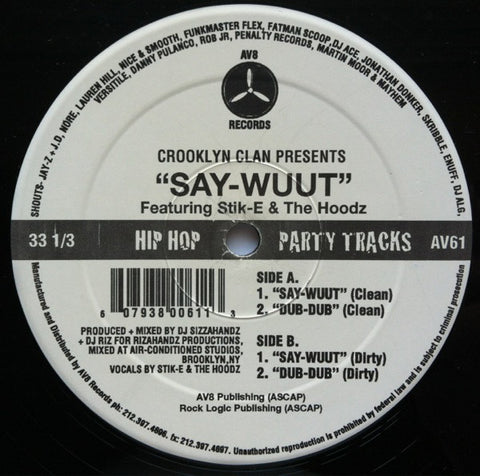 SHOUTS- JAY-Z + J.D, NORE, LAUREN HILL, NICE & SMOOTH, FUNKMASTER FLEX, FATMAN SCOOP, DJ ACE, JONATHAN DONKER, SKRIBBLE, ENUFF, DJ ALG,
VERSITILE, DANNY PULANCO, ROB JR, PENALTY RECORDS, MARTIN MOOR & MAYHEM
AV8
RECORDS
CROOKLYN CLAN PRESENTS
"SAY-WUUT"
Featuring Stik-E & The Hoodz
33 1/3 HIP HOP PARTY TRACKS AV61
6 07938 00611 3
PRODUCED + MIXED BY DJ SIZZAHANDZ
+ DJ RIZ FOR RIZAHANDZ PRODUCTIONS,
MIXED AT AIR-CONDITIONED STUDIOS,
BROOKLYN,NY
VOCALS BY STIK-E & THE HOODZ
SIDE A.
1. "SAY-WUUT" (Clean)
2. "DUB-DUB" (Clean)
SIDE B.
1. "SAY-WUUT" (Dirty)
2. "DUB-DUB" (Dirty)
AV8 Publishing (ASCAP)
Rock Logic Publishing (ASCAP)
Manufactured and Distributed by AV8 Records ph: 212.397.4806. fx: 212.397.4697. Unauthorized reproduction is prohibited by federal law and is subject to criminal prosecution